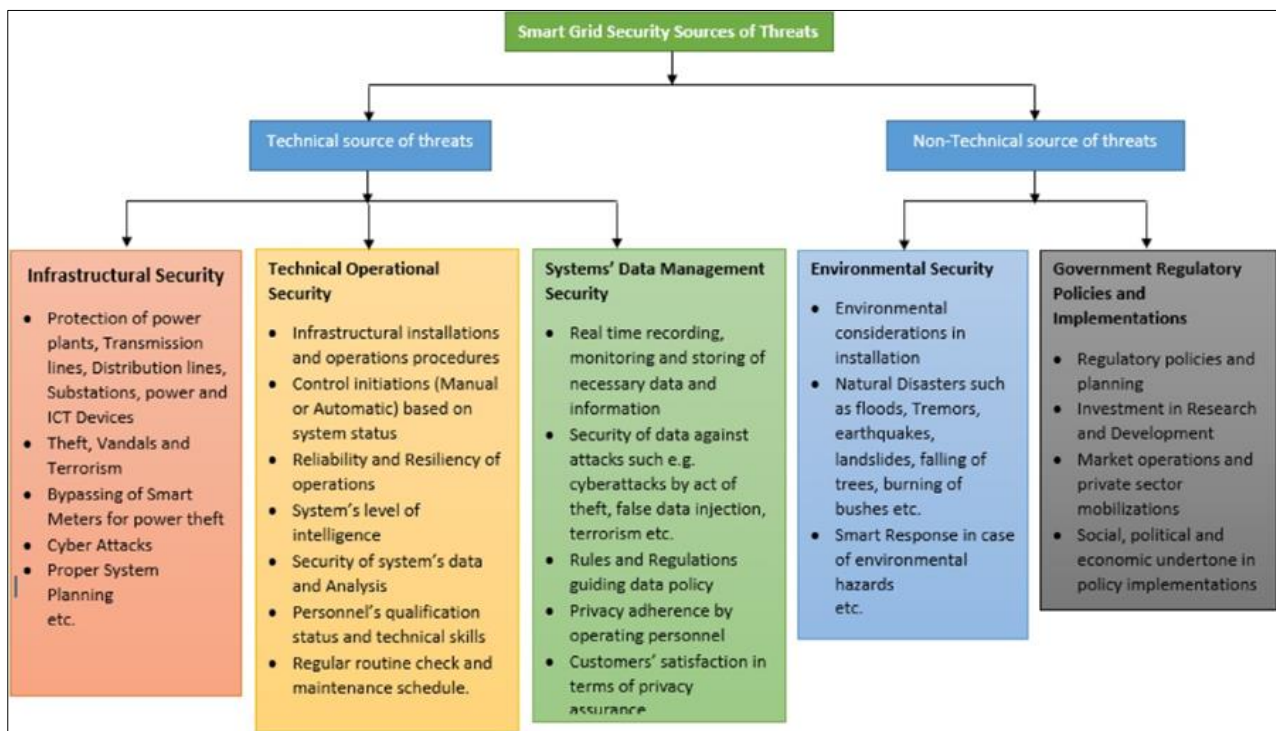 Smart Grid Security Sources of Threats
Technical source of threats
Non-Technical source of threats
Infrastructural Security
• Protection of power
plants, Transmission
lines, Distribution lines,
Substations, power and
ICT Devices
• Theft, Vandals and
Terrorism
• Bypassing of Smart
Meters for power theft
• Cyber Attacks
• Proper System
Planning
etc.
Technical Operational
Security
• Infrastructural installations
and operations procedures
• Control initiations (Manual
or Automatic) based on
system status
• Reliability and Resiliency of
operations
• System's level of
intelligence
• Security of system's data
and Analysis
• Personnel's qualification
status and technical skills
• Regular routine check and
maintenance schedule.
Systems' Data Management
Security
• Real time recording,
monitoring and storing of
necessary data and
information
• Security of data against
attacks such e.g.
cyberattacks by act of
theft, false data injection,
terrorism etc.
• Rules and Regulations
guiding data policy
• Privacy adherence by
operating personnel
• Customers' satisfaction in
terms of privacy
assurance
Environmental Security
• Environmental
considerations in
installation
• Natural Disasters such
as floods, Tremors,
earthquakes,
landslides, falling of
trees, burning of
bushes etc.
• Smart Response in case
of environmental
hazards
etc.
Government Regulatory
Policies and
Implementations
• Regulatory policies and
planning
• Investment in Research
and Development
• Market operations and
private sector
mobilizations
• Social, political and
economic undertone in
policy implementations